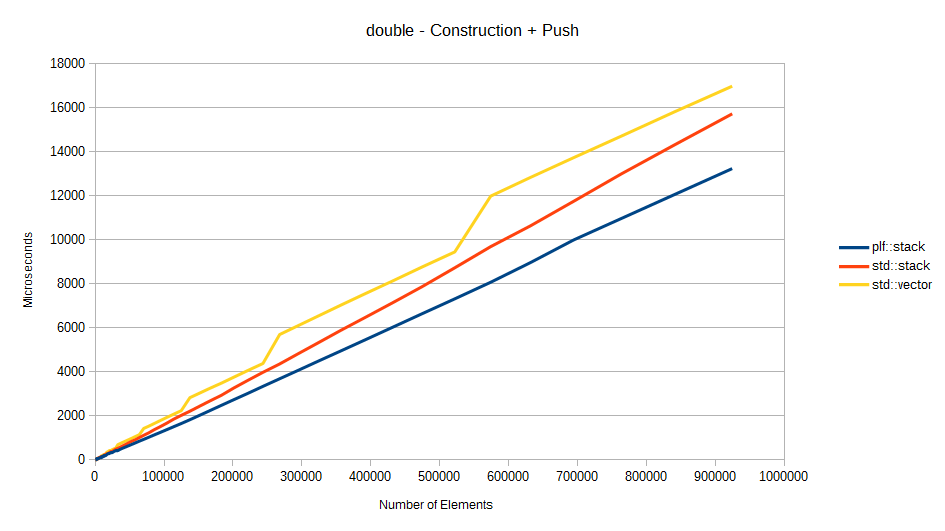 double - Construction + Push
18000
16000
14000
12000
10000
8000
6000
4000
2000
0
Microseconds
0 100000 200000 300000 400000 500000 600000 700000 800000 900000 1000000
Number of Elements
plf::stack
std::stack
std::vector